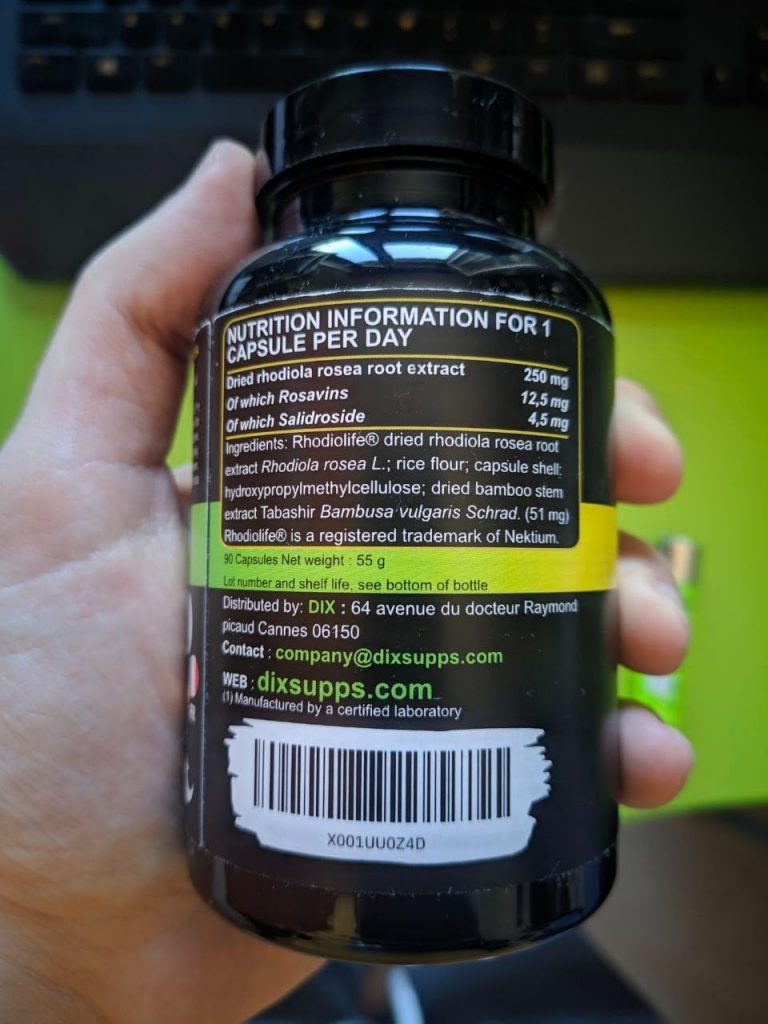 NUTRITION INFORMATION FOR 1
CAPSULE PER DAY
Dried rhodiola rosea root extract 250 mg
Of which Rosavins 12,5 mg
Of which Salidroside 4,5 mg
Ingredients: Rhodiolife® dried rhodiola rosea root
extract Rhodiola rosea L.; rice flour; capsule shell:
hydroxypropylmethylcellulose; dried bamboo stem
extract Tabashir Bambusa vulgaris Schrad. (51 mg)
Rhodiolife® is a registered trademark of Nektium.
90 Capsules Net weight : 55 g
Lot number and shelf life, see bottom of bottle
Distributed by: DIX : 64 avenue du docteur Raymond
picaud Cannes 06150
Contact : company@dixsupps.com
WEB : dixsupps.com
(1) Manufactured by a certified laboratory
X001UU0Z4D